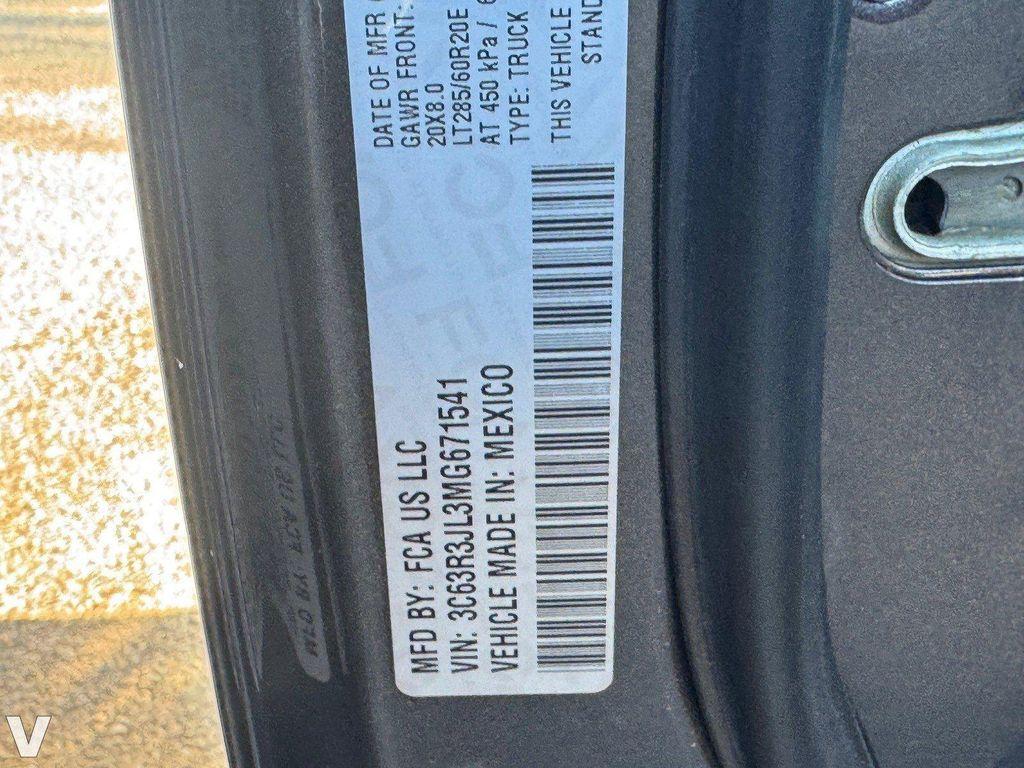 DATE OF MFR
GAWR FRONT
20X8.0
LT285/60R20E
AT 450 kPa /
TYPE: TRUCK
THIS VEHICLE
STAND
MFD BY: FCA US LLC
VIN: 3C63R3JL3MG671541
VEHICLE MADE IN: MEXICO
V